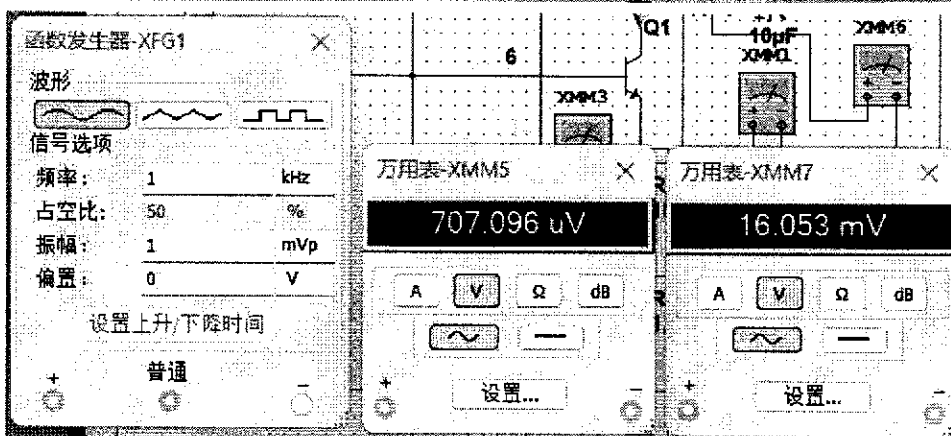 函数发生器-XFG1
波形
信号选项
频率： 1 kHz
占空比： 50 %
振幅： 1 mVp
偏置： 0 V
设置上升/下降时间
+ 普通 -
6
Q1
XMM3
10μF
XMM1
XMM6
万用表-XMM5
707.096 uV
A V Ω dB
设置...
+ -
万用表-XMM7
16.053 mV
A V Ω dB
设置...
+ -